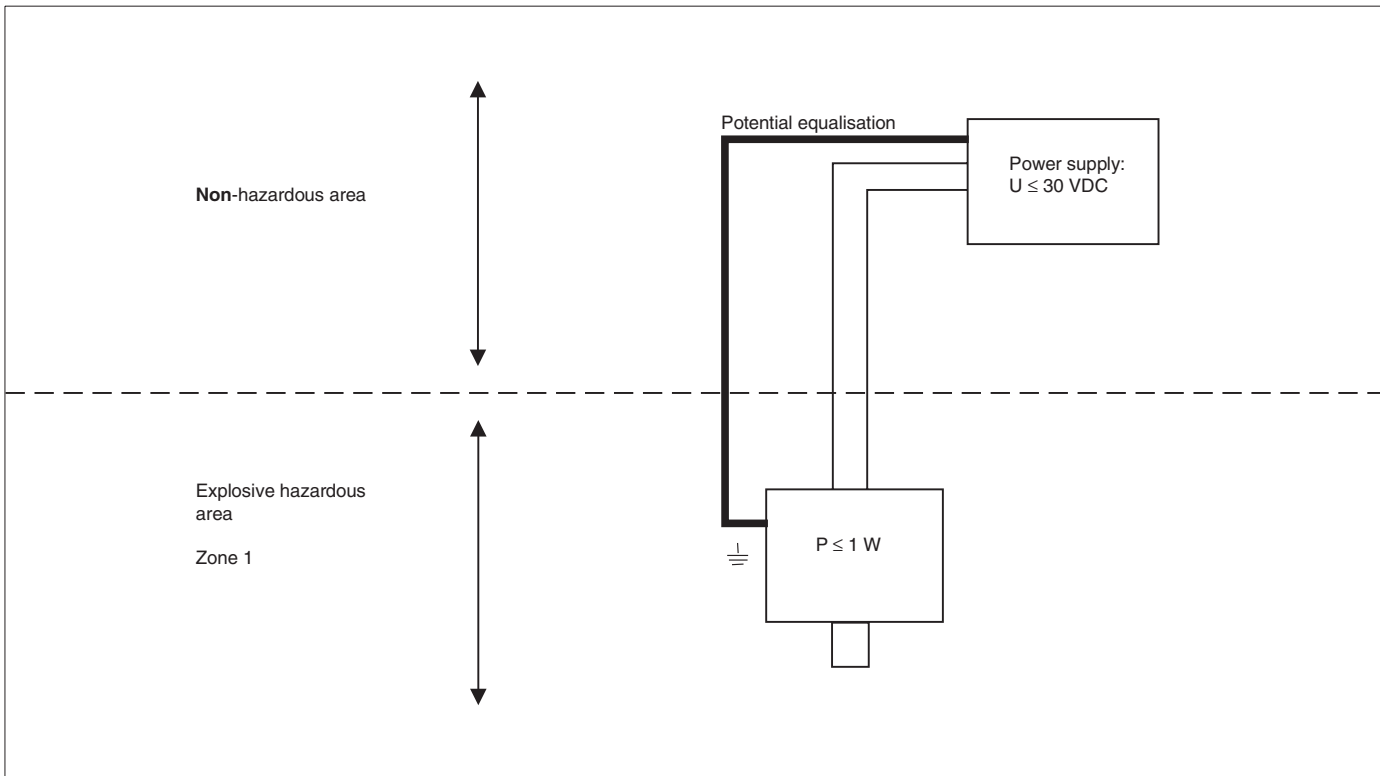 Potential equalisation
Power supply:
U ≤ 30 VDC
Non-hazardous area
Explosive hazardous
area
Zone 1
P ≤ 1 W